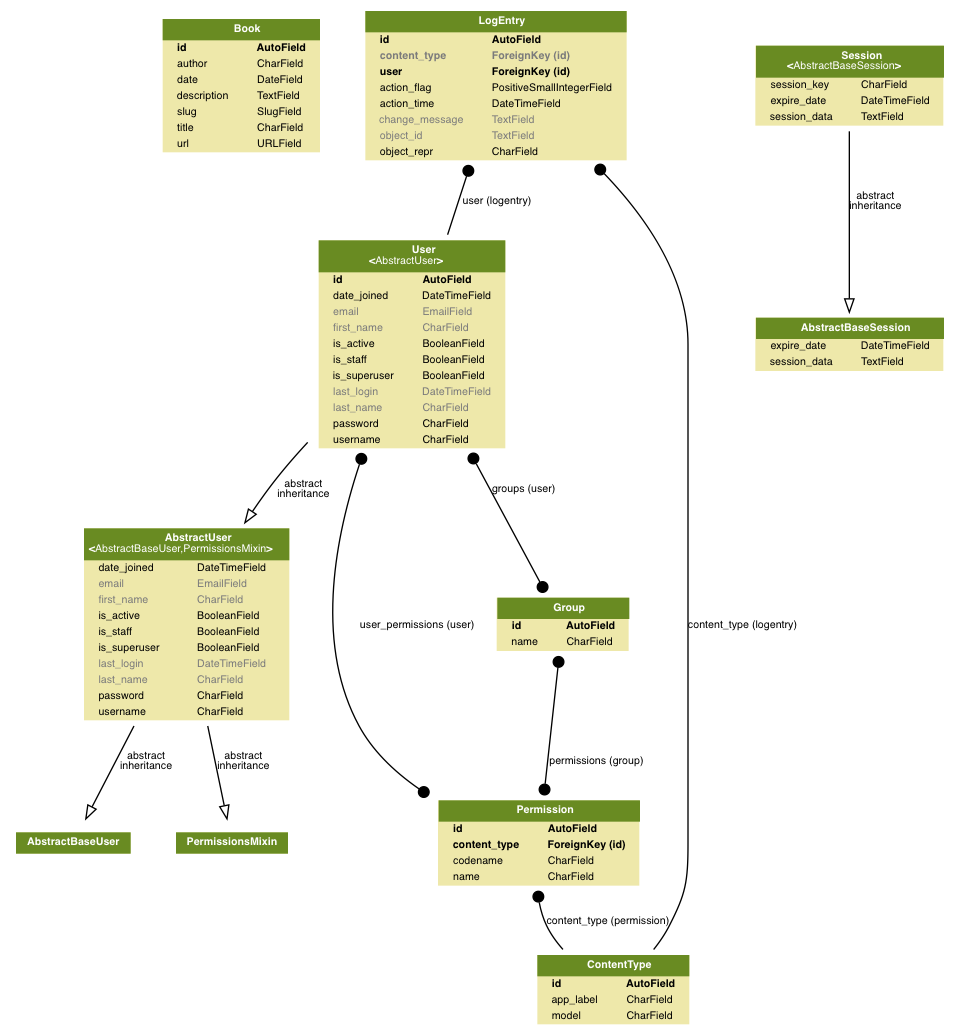 Book
id AutoField
author CharField
date DateField
description TextField
slug SlugField
title CharField
url URLField
LogEntry
id AutoField
content_type ForeignKey (id)
user ForeignKey (id)
action_flag PositiveSmallIntegerField
action_time DateTimeField
change_message TextField
object_id TextField
object_repr CharField
Session
<AbstractBaseSession>
session_key CharField
expire_date DateTimeField
session_data TextField
user (logentry)
abstract
inheritance
User
<AbstractUser>
id AutoField
date_joined DateTimeField
email EmailField
first_name CharField
is_active BooleanField
is_staff BooleanField
is_superuser BooleanField
last_login DateTimeField
last_name CharField
password CharField
username CharField
AbstractBaseSession
expire_date DateTimeField
session_data TextField
abstract
inheritance
groups (user)
AbstractUser
<AbstractBaseUser,PermissionsMixin>
date_joined DateTimeField
email EmailField
first_name CharField
is_active BooleanField
is_staff BooleanField
is_superuser BooleanField
last_login DateTimeField
last_name CharField
password CharField
username CharField
user_permissions (user)
Group
id AutoField
name CharField
content_type (logentry)
abstract
inheritance
abstract
inheritance
permissions (group)
AbstractBaseUser
PermissionsMixin
Permission
id AutoField
content_type ForeignKey (id)
codename CharField
name CharField
content_type (permission)
ContentType
id AutoField
app_label CharField
model CharField